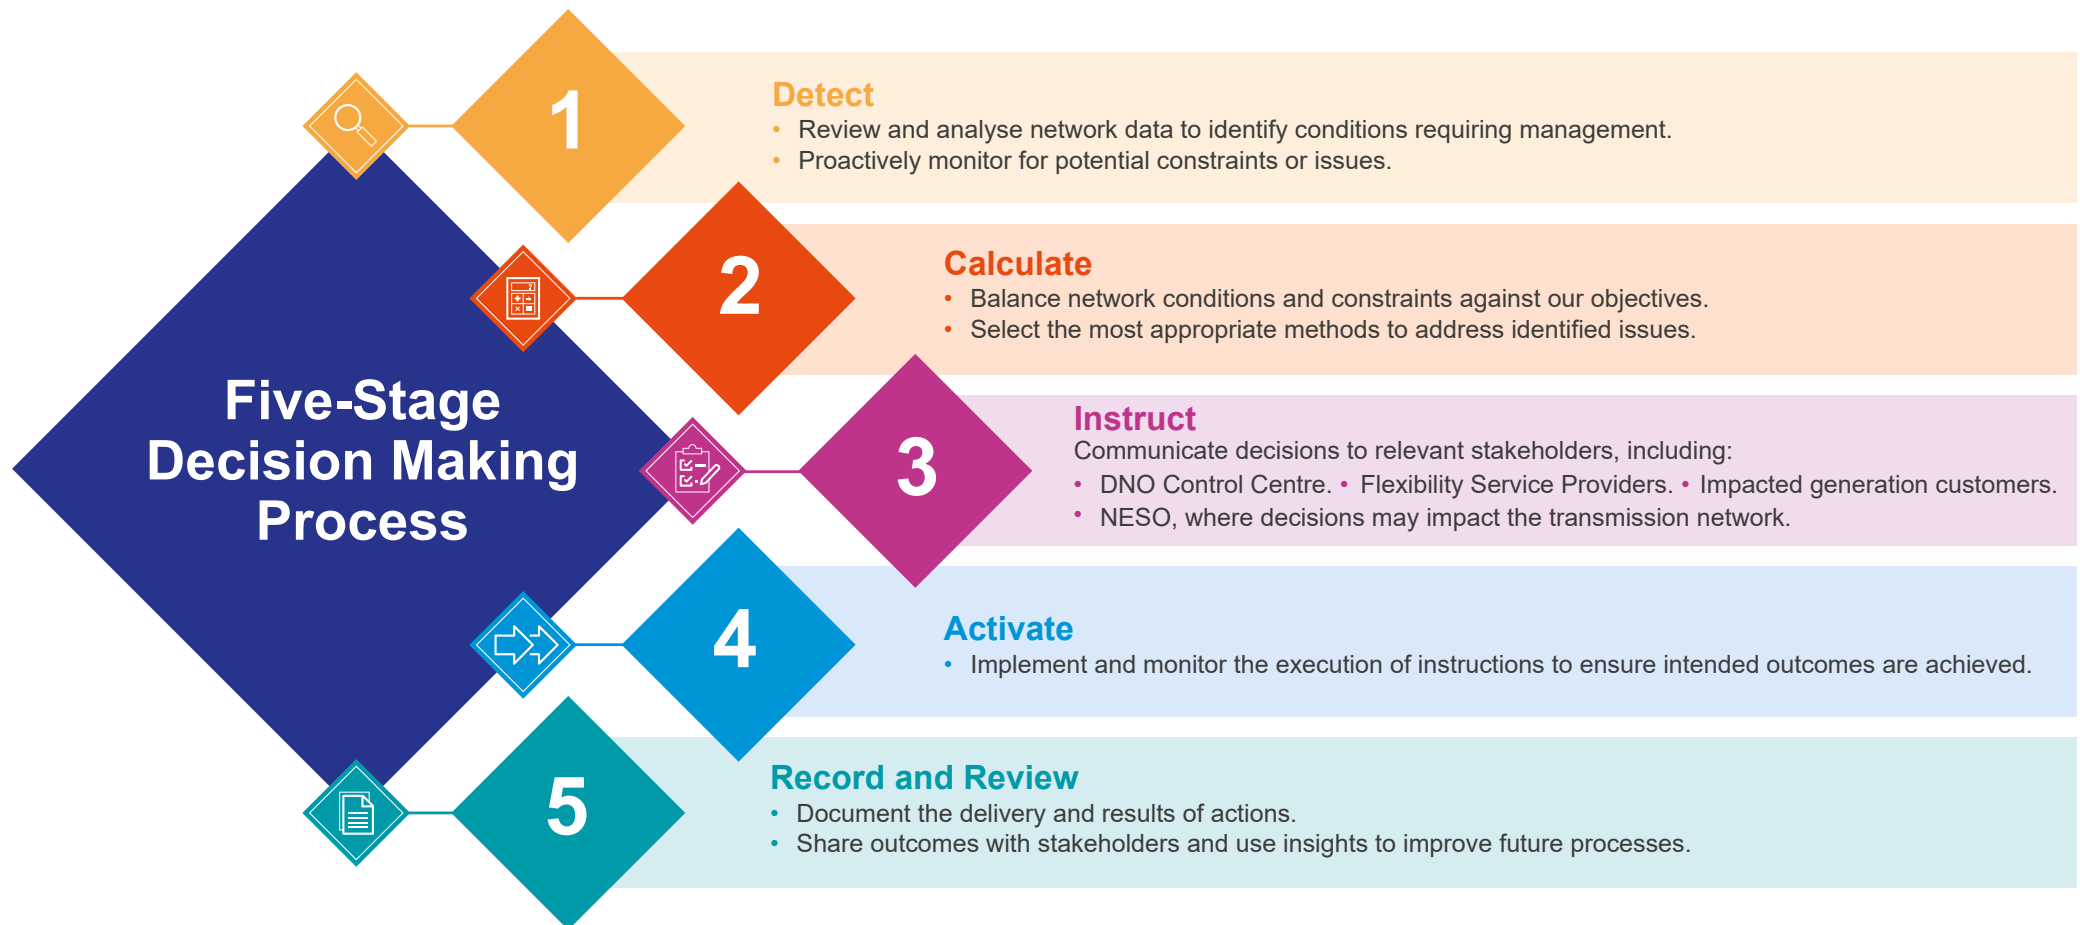 Five-Stage
Decision Making
Process
1
Detect
• Review and analyse network data to identify conditions requiring management.
• Proactively monitor for potential constraints or issues.
2
Calculate
• Balance network conditions and constraints against our objectives.
• Select the most appropriate methods to address identified issues.
3
Instruct
Communicate decisions to relevant stakeholders, including:
• DNO Control Centre. • Flexibility Service Providers. • Impacted generation customers.
• NESO, where decisions may impact the transmission network.
4
Activate
• Implement and monitor the execution of instructions to ensure intended outcomes are achieved.
5
Record and Review
• Document the delivery and results of actions.
• Share outcomes with stakeholders and use insights to improve future processes.